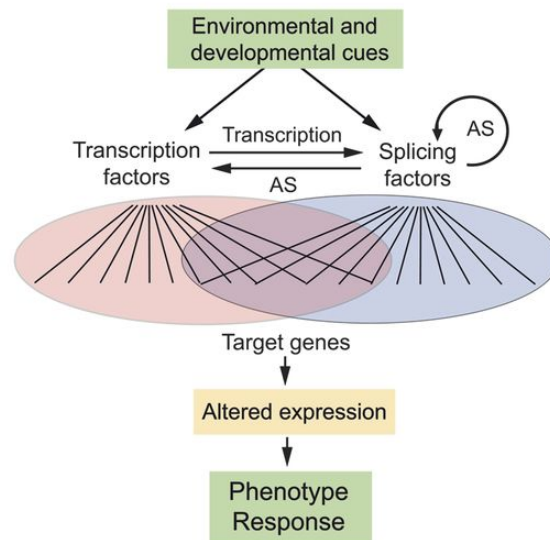 Environmental and
developmental cues
Transcription
factors
Transcription
AS
Splicing
factors
AS
Target genes
Altered expression
Phenotype
Response